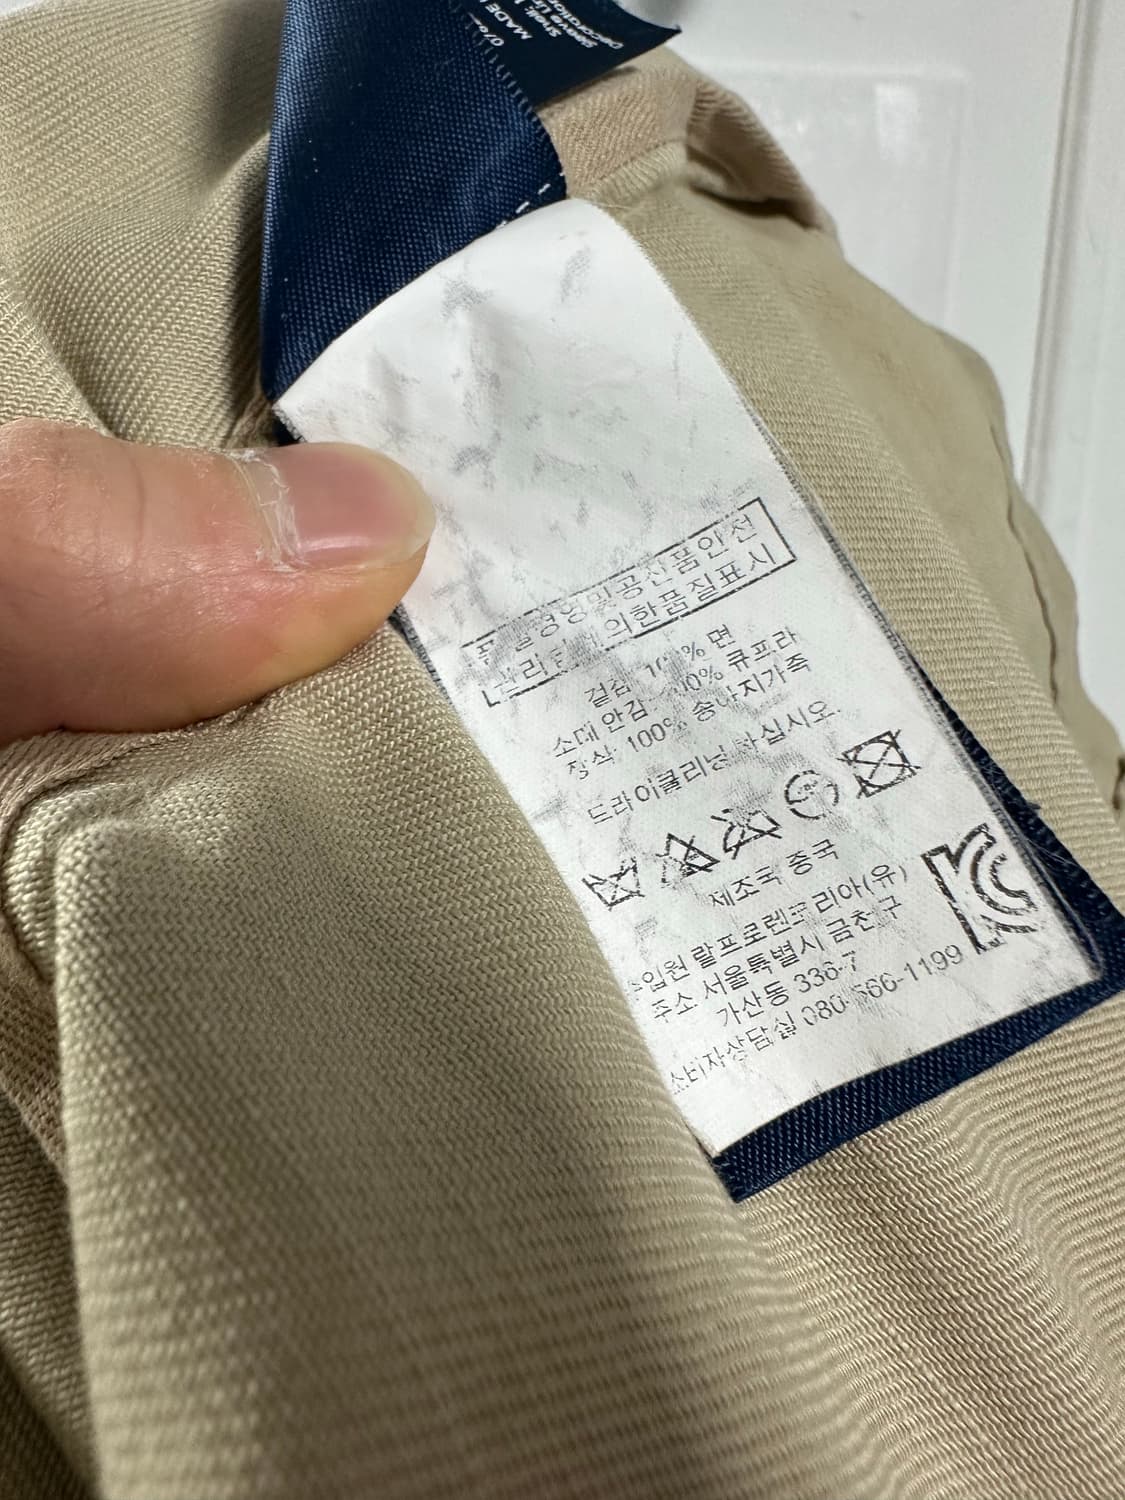 MADE
품질경영및공산품안전
관리법에의한품질표시
겉감 100% 면
소매 안감 100% 큐프라
장식 100% 송아지가죽
드라이클리닝 하십시오.
제조국 중국
수입원 랄프로렌코리아(유)
주소 서울특별시 금천구
가산동 336-7
소비자상담실 080-566-1199